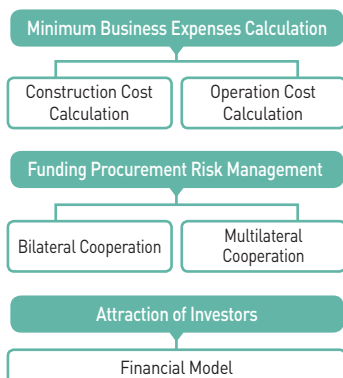 Minimum Business Expenses Calculation
Construction Cost
Calculation
Operation Cost
Calculation
Funding Procurement Risk Management
Bilateral Cooperation
Multilateral
Cooperation
Attraction of Investors
Financial Model